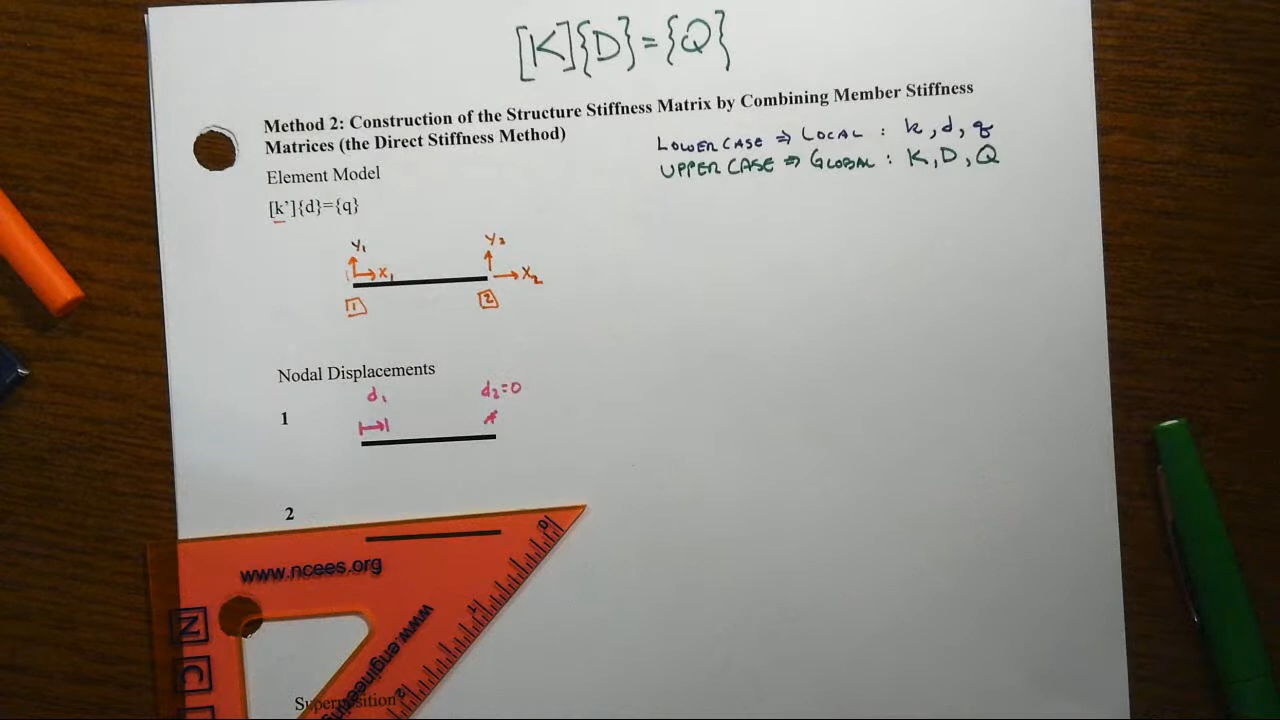 [K]{D}={Q}
Method 2: Construction of the Structure Stiffness Matrix by Combining Member Stiffness
Matrices (the Direct Stiffness Method)
LOWER CASE ⇒ LOCAL : k, d, q
UPPER CASE ⇒ GLOBAL : K, D, Q
Element Model
[k']{d}={q}
Y₁ Y₂
X₁ X₂
1 2
Nodal Displacements
d₁ d₂=0
1
2
www.ncees.org
www.engineering
N
C
Superposition